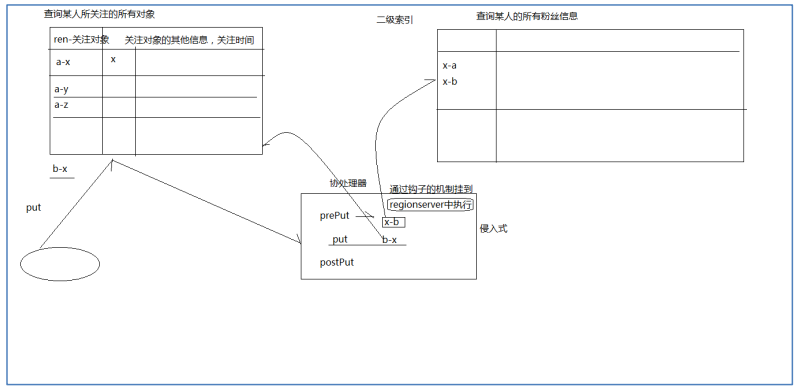 查询某人所关注的所有对象
二级索引
查询某人的所有粉丝信息
ren-关注对象
关注对象的其他信息，关注时间
a-x
x
a-y
a-z
x-a
x-b
b-x
put
协处理器
通过钩子的机制挂到
regionserver中执行
prePut
x-b
put
b-x
postPut
侵入式